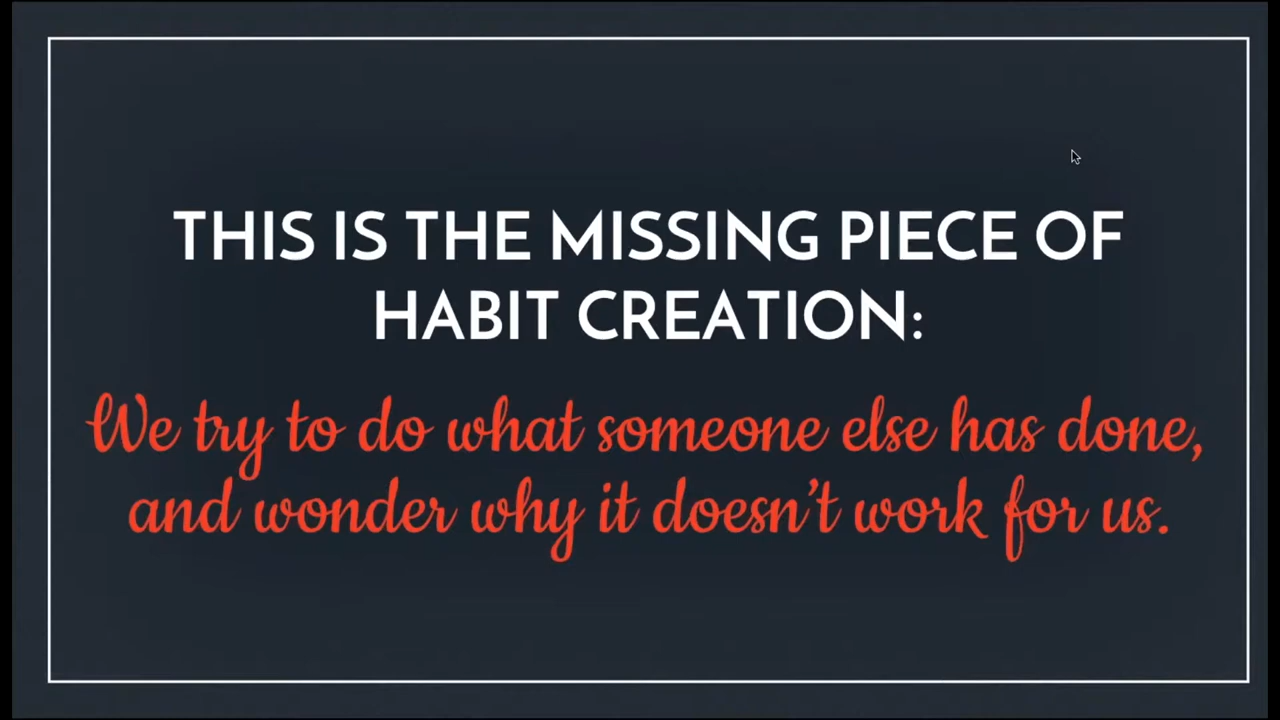 THIS IS THE MISSING PIECE OF
HABIT CREATION:
We try to do what someone else has done,
and wonder why it doesn’t work for us.